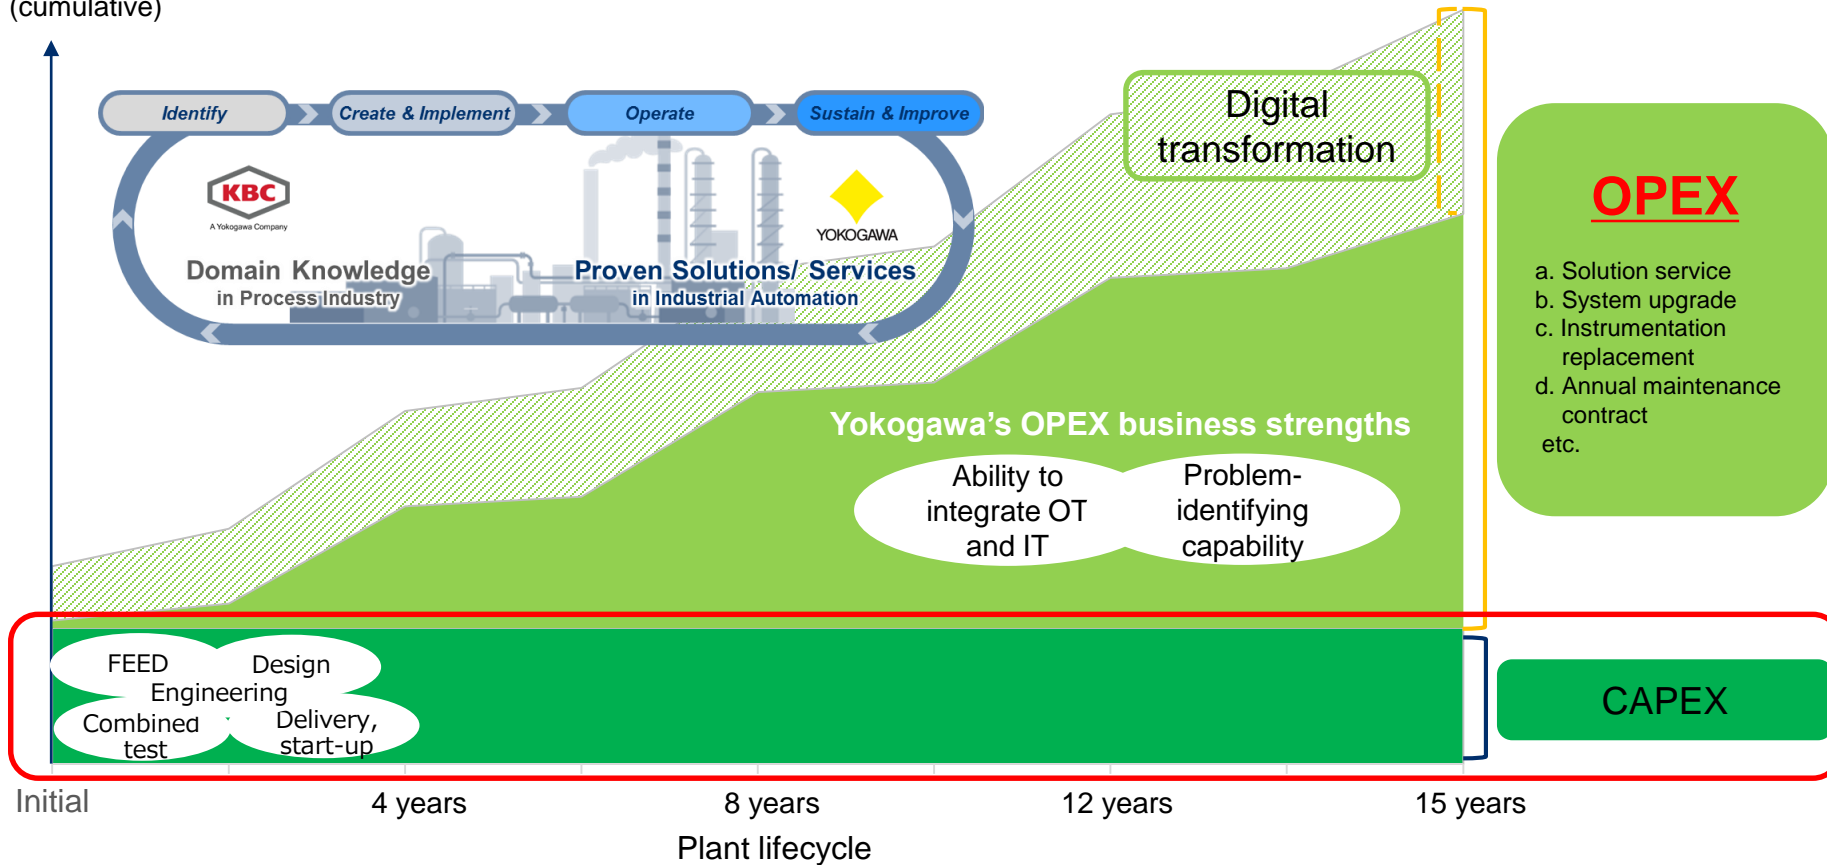 (cumulative)
Identify
Create & Implement
Operate
Sustain & Improve
KBC
A Yokogawa Company
YOKOGAWA
Domain Knowledge
in Process Industry
Proven Solutions/ Services
in Industrial Automation
Digital
transformation
OPEX
a. Solution service
b. System upgrade
c. Instrumentation
replacement
d. Annual maintenance
contract
etc.
Yokogawa’s OPEX business strengths
Ability to
integrate OT
and IT
Problem-
identifying
capability
FEED
Design
Engineering
Combined
test
Delivery,
start-up
CAPEX
Initial
4 years
8 years
12 years
15 years
Plant lifecycle